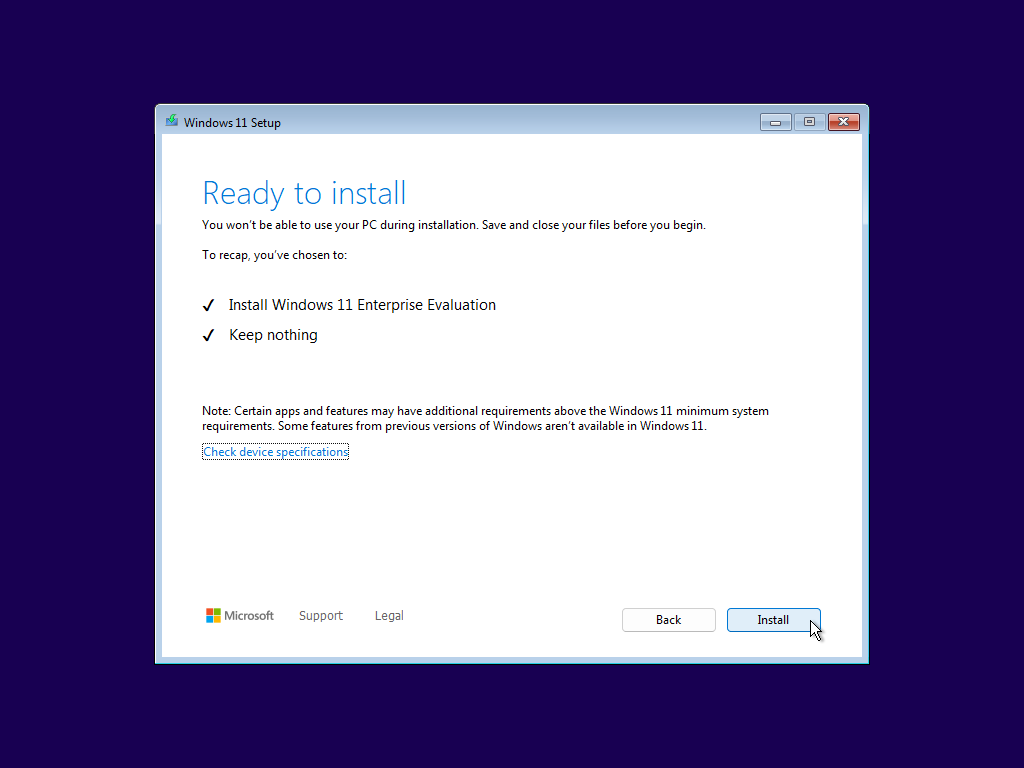 Windows 11 Setup
Ready to install
You won't be able to use your PC during installation. Save and close your files before you begin.
To recap, you've chosen to:
Install Windows 11 Enterprise Evaluation
Keep nothing
Note: Certain apps and features may have additional requirements above the Windows 11 minimum system
requirements. Some features from previous versions of Windows aren't available in Windows 11.
Check device specifications
Microsoft Support Legal Back Install